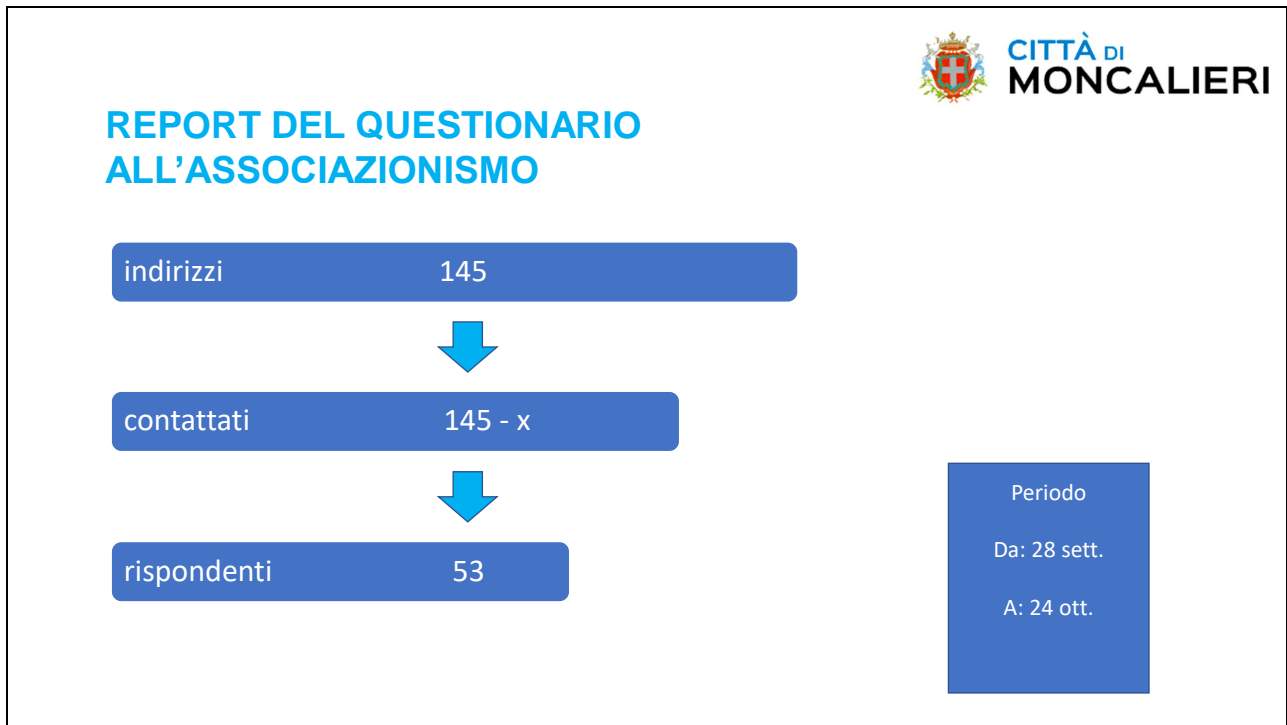 CITTÀ DI
MONCALIERI
REPORT DEL QUESTIONARIO
ALL’ASSOCIAZIONISMO
indirizzi 145
contattati 145 - x
rispondenti 53
Periodo
Da: 28 sett.
A: 24 ott.